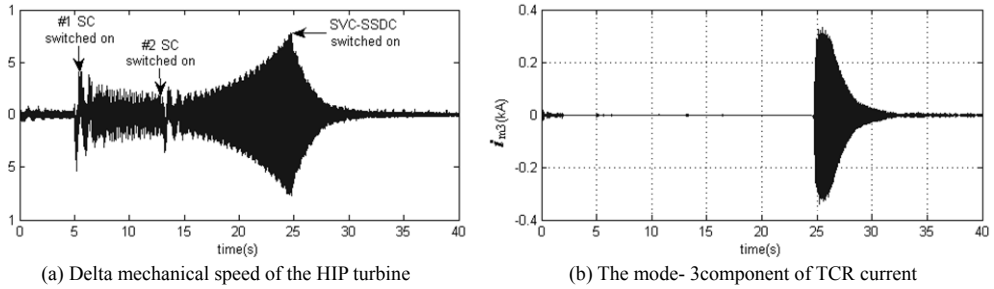 1
5
0
5
1
#1 SC
switched on
#2 SC
switched on
SVC-SSDC
switched on
0 5 10 15 20 25 30 35 40
time(s)
(a) Delta mechanical speed of the HIP turbine
0.4
0.2
0
-0.2
-0.4
im3(kA)
0 5 10 15 20 25 30 35 40
time(s)
(b) The mode- 3component of TCR current